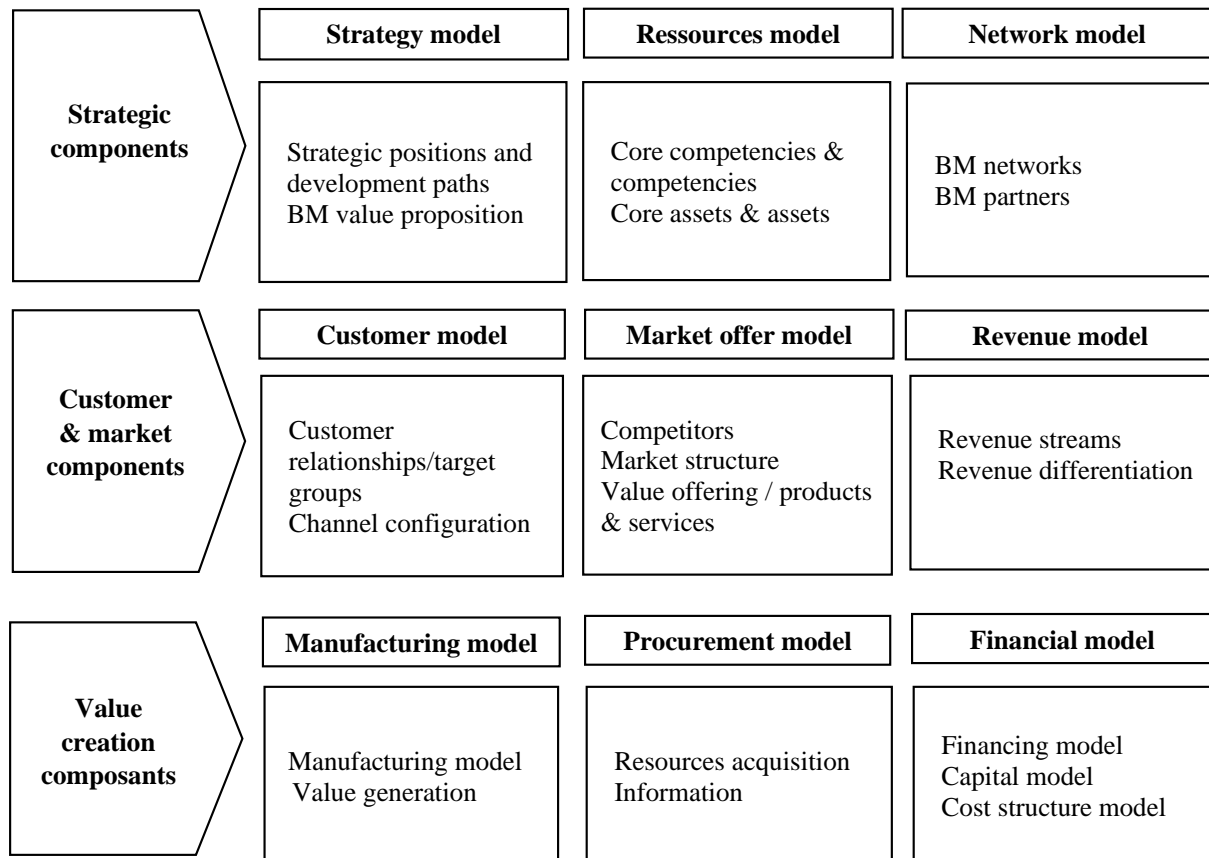 Strategic
components
Strategy model
Strategic positions and
development paths
BM value proposition
Ressources model
Core competencies &
competencies
Core assets & assets
Network model
BM networks
BM partners
Customer
& market
components
Customer model
Customer
relationships/target
groups
Channel configuration
Market offer model
Competitors
Market structure
Value offering / products
& services
Revenue model
Revenue streams
Revenue differentiation
Value
creation
composants
Manufacturing model
Manufacturing model
Value generation
Procurement model
Resources acquisition
Information
Financial model
Financing model
Capital model
Cost structure model